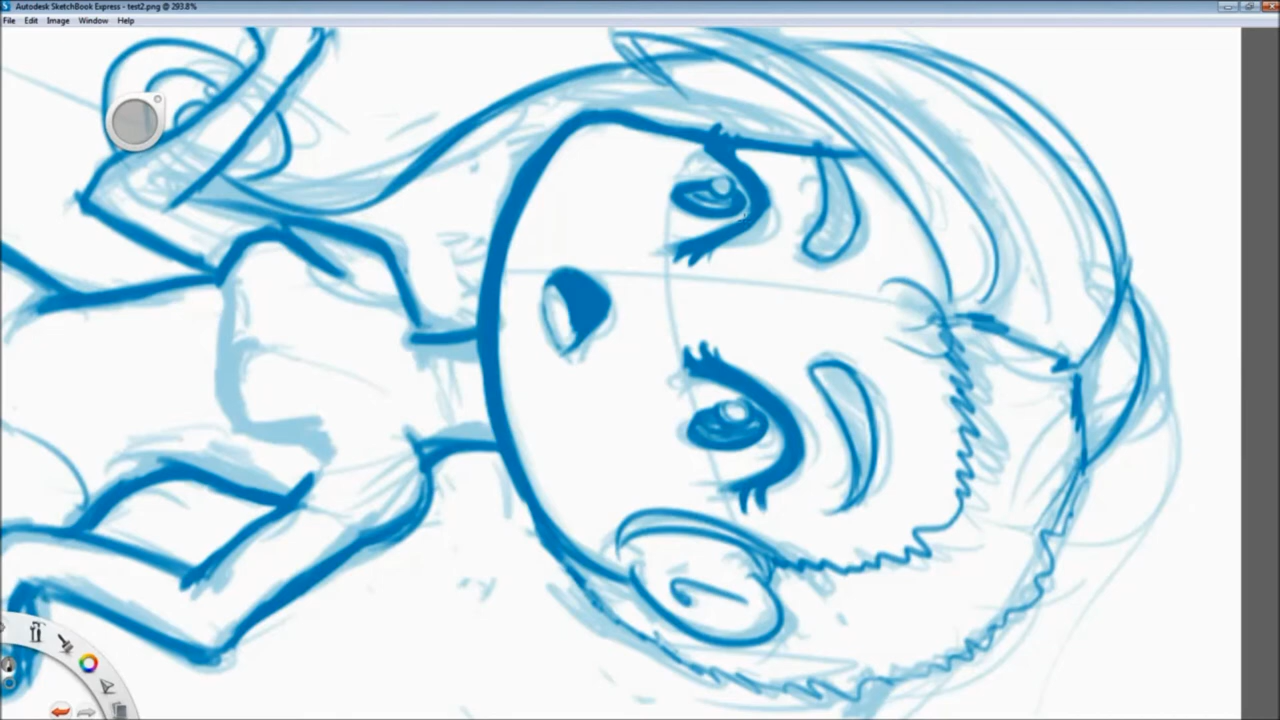 Autodesk SketchBook Express - test2.png @ 293.8%
File Edit Image Window Help